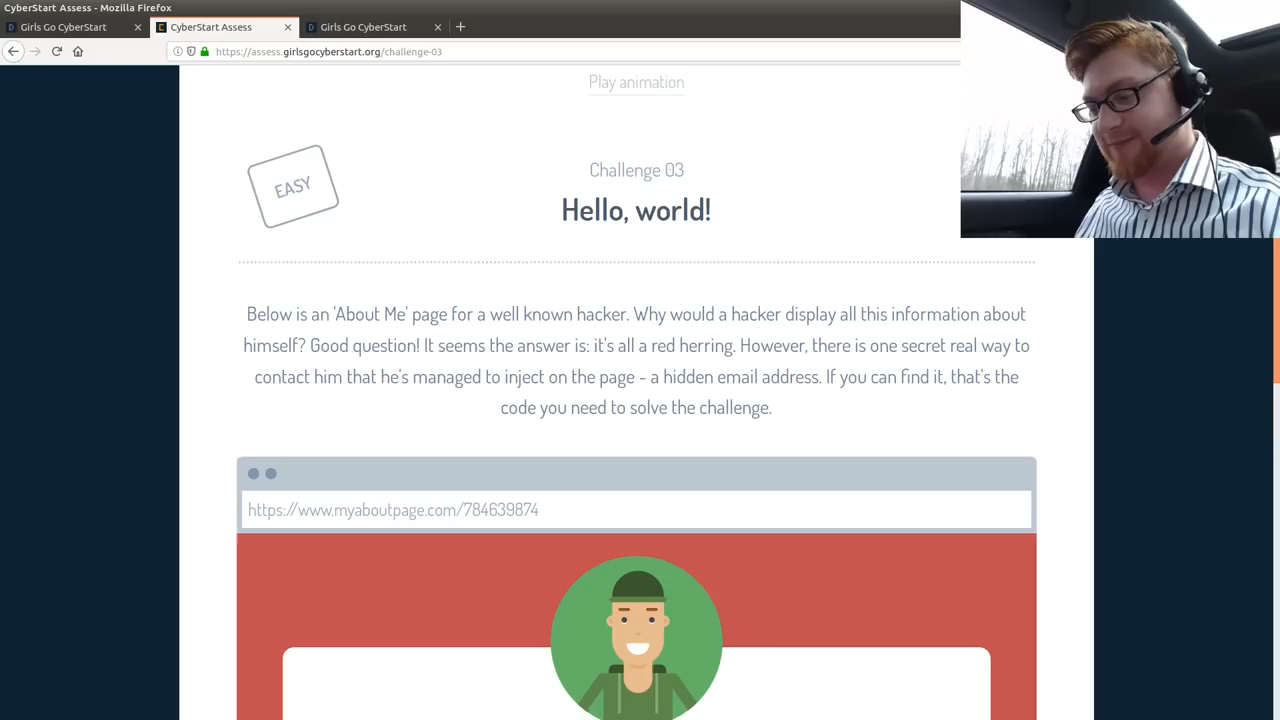 CyberStart Assess - Mozilla Firefox
Girls Go CyberStart
CyberStart Assess
Girls Go CyberStart
https://assess.girlsgocyberstart.org/challenge-03
Play animation
EASY
Challenge 03
Hello, world!
Below is an 'About Me' page for a well known hacker. Why would a hacker display all this information about
himself? Good question! It seems the answer is: it's all a red herring. However, there is one secret real way to
contact him that he's managed to inject on the page - a hidden email address. If you can find it, that's the
code you need to solve the challenge.
https://www.myaboutpage.com/784639874